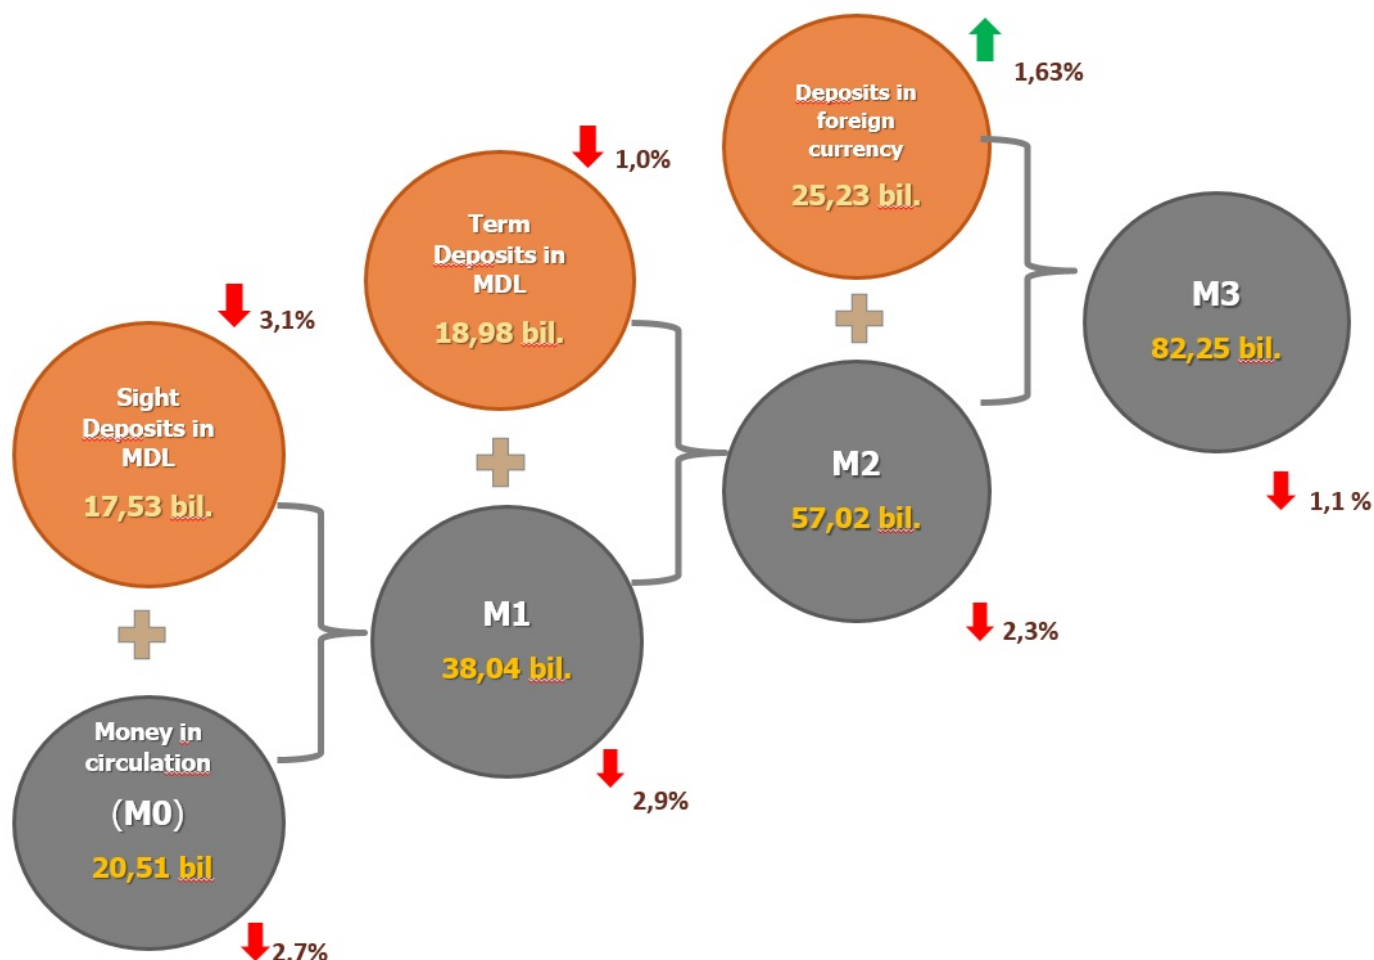 3,1%
Sight
Deposits in
MDL
17,53 bil.
Money in
circulation
(M0)
20,51 bil
2,7%
1,0%
Term
Deposits in
MDL
18,98 bil.
M1
38,04 bil.
2,9%
1,63%
Deposits in
foreign
currency
25,23 bil.
M2
57,02 bil.
2,3%
M3
82,25 bil.
1,1 %